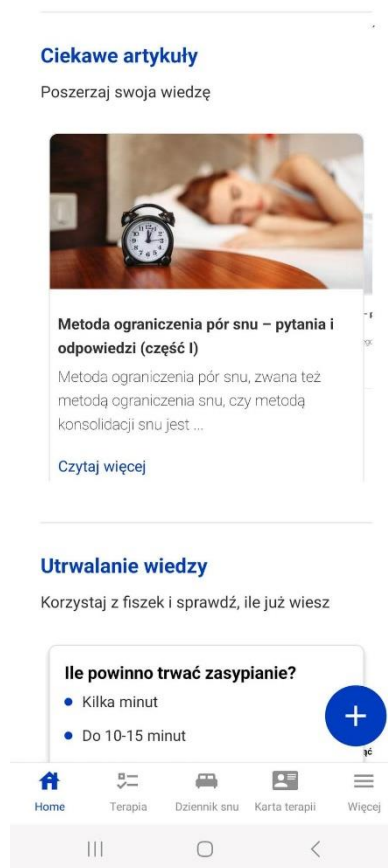 Ciekawe artykuły
Poszerzaj swoja wiedzę
Metoda ograniczenia pór snu – pytania i
odpowiedzi (część I)
Metoda ograniczenia pór snu, zwana też
metodą ograniczenia snu, czy metodą
konsolidacji snu jest ...
Czytaj więcej
Utrwalanie wiedzy
Korzystaj z fiszek i sprawdź, ile już wiesz
Ile powinno trwać zasypianie?
Kilka minut
Do 10-15 minut
Home
Terapia
Dziennik snu
Karta terapii
Więcej